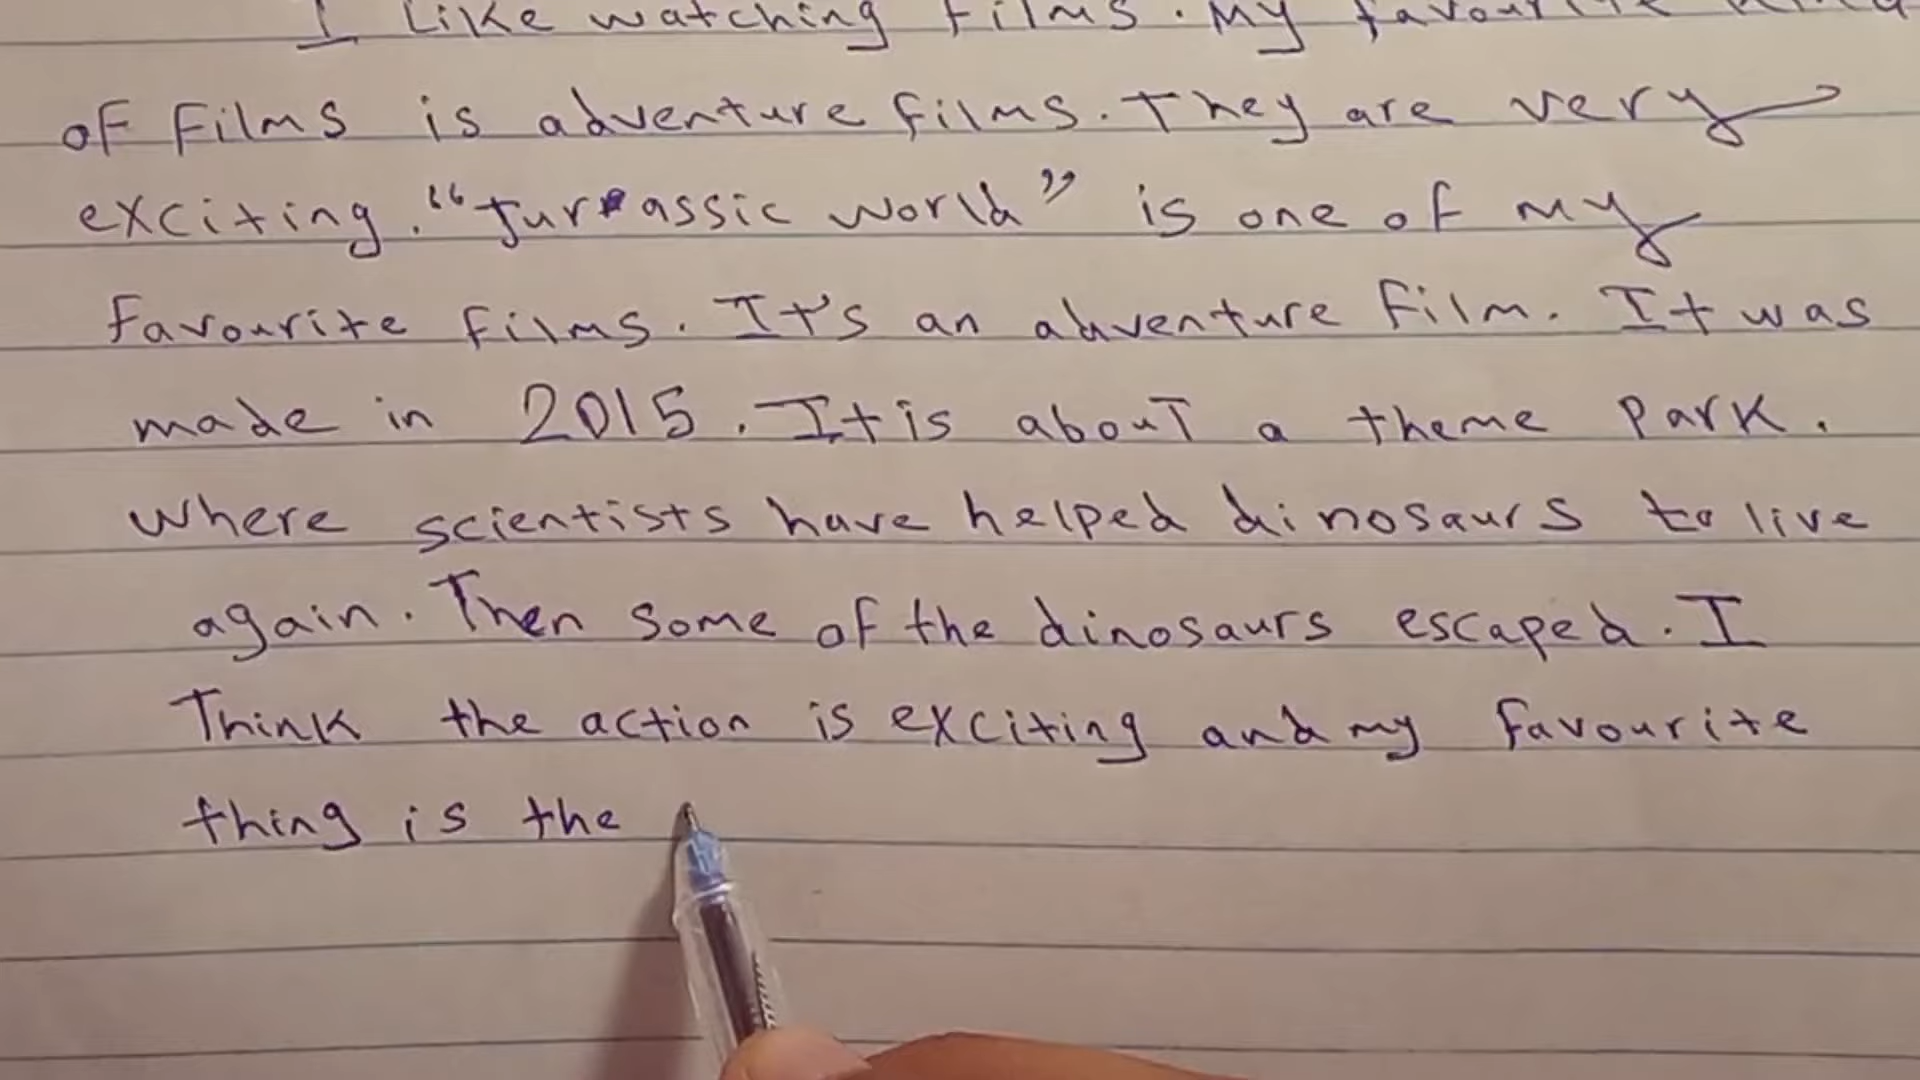 I Like watching films. My favourite kind
of films is adventure films. They are very
exciting. "Jurassic World" is one of my
favourite films. It's an adventure film. It was
made in 2015. It is about a theme park.
where scientists have helped dinosaurs to live
again. Then some of the dinosaurs escaped. I
Think the action is exciting and my favourite
thing is the